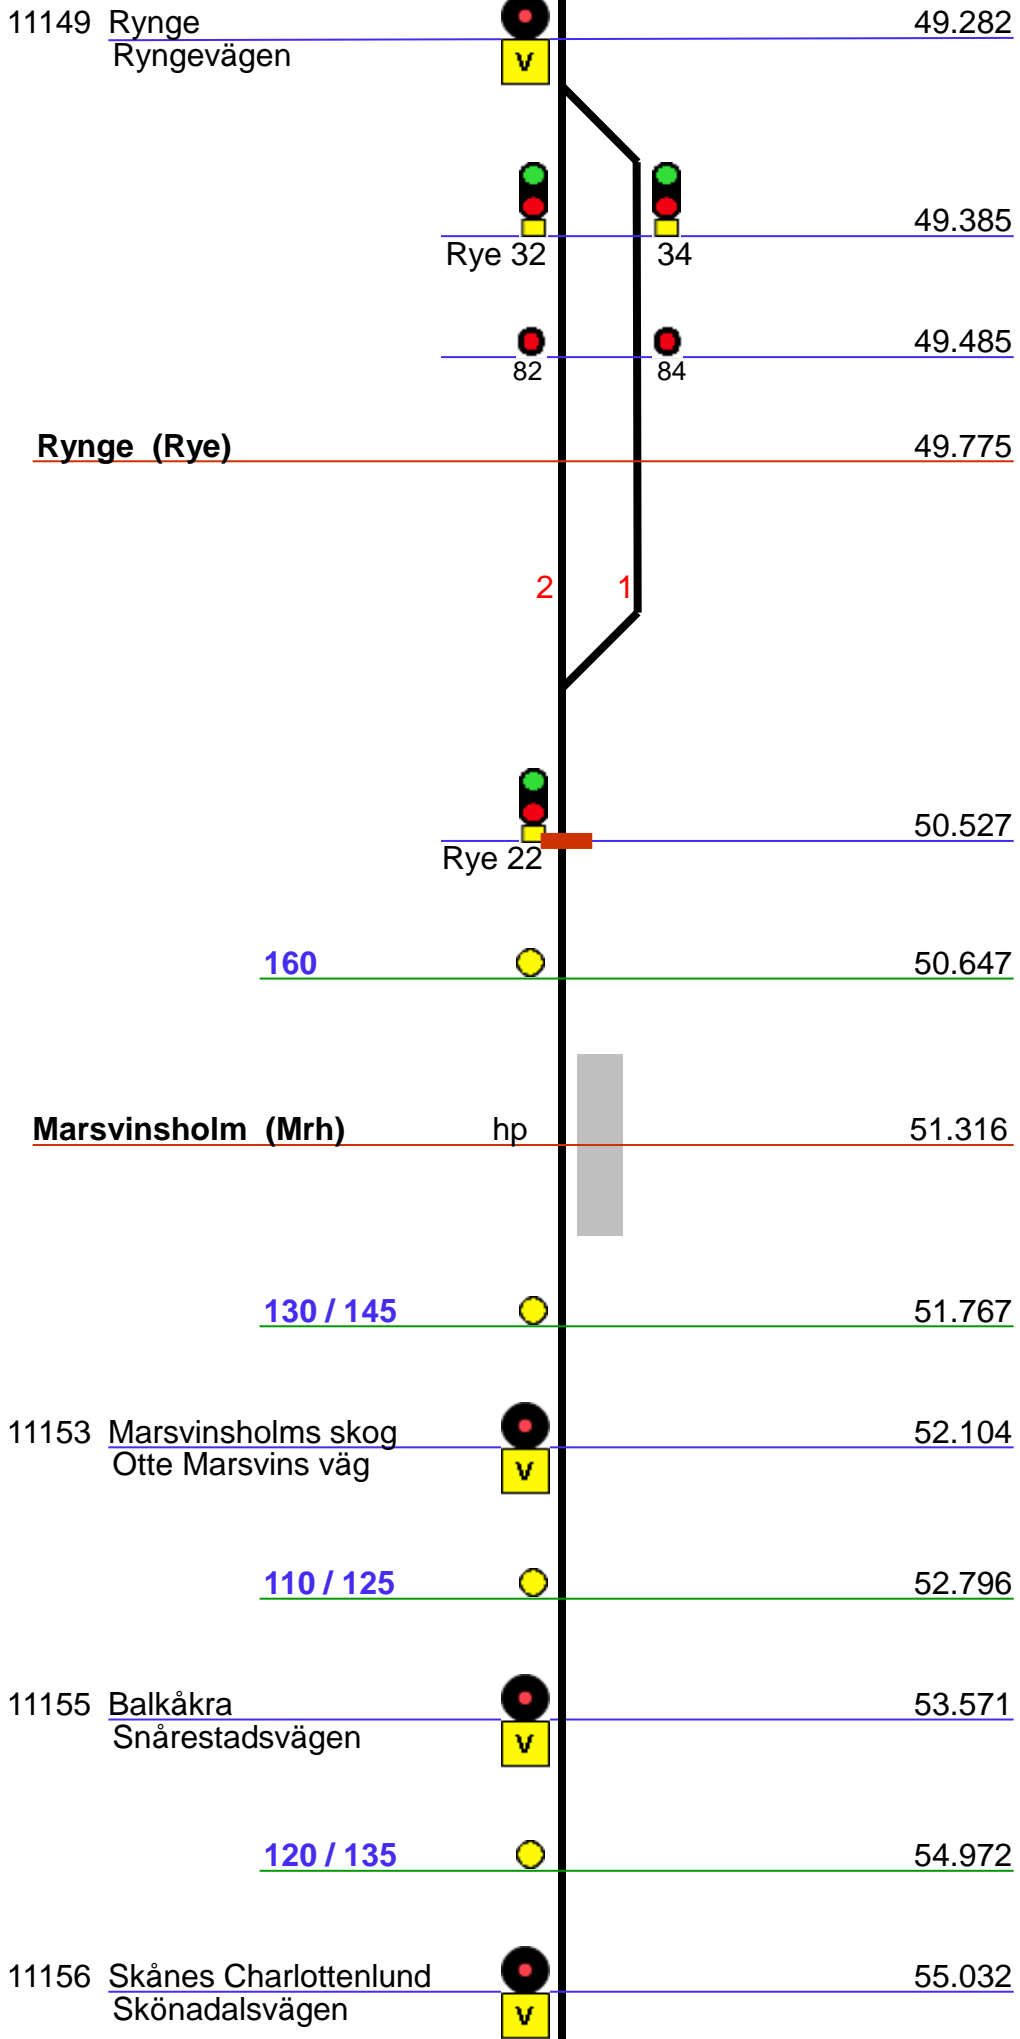 11149 Rynge 49.282
Ryngevägen
V
49.385
Rye 32 34
49.485
82 84
Rynge (Rye) 49.775
2 1
50.527
Rye 22
160 50.647
Marsvinsholm (Mrh) hp 51.316
130 / 145 51.767
11153 Marsvinsholms skog 52.104
Otte Marsvins väg
V
110 / 125 52.796
11155 Balkåkra 53.571
Snårestadsvägen
V
120 / 135 54.972
11156 Skånes Charlottenlund 55.032
Skönadalsvägen
V